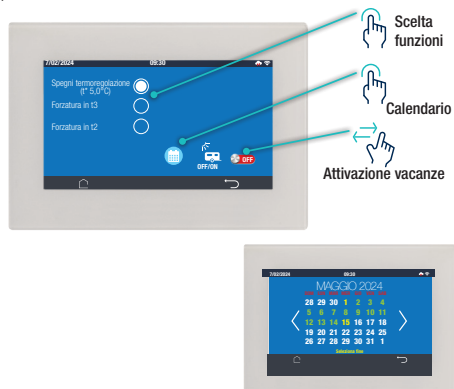 Scelta
funzioni
7/02/2024 09:30
Spegni termoregolazione
(t* 5,0°C)
Forzatura in t3
Forzatura in t2
OFF/ON
OFF
Calendario
Attivazione vacanze
7/02/2024 09:30
MAGGIO 2024
28 29 30 1 2 3 4
5 6 7 8 9 10 11
12 13 14 15 16 17 18
19 20 21 22 23 24 25
26 27 28 29 30 31 1
Seleziona fine